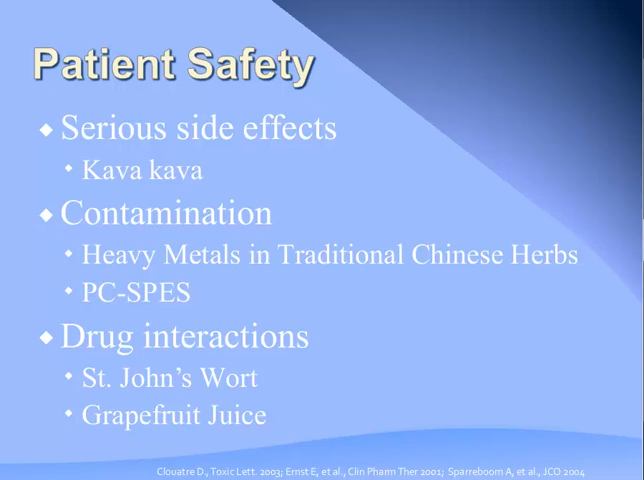 Patient Safety
Serious side effects
Kava kava
Contamination
Heavy Metals in Traditional Chinese Herbs
PC-SPES
Drug interactions
St. John's Wort
Grapefruit Juice
Clouatre D., Toxic Lett. 2003; Ernst E, et al., Clin Pharm Ther 2001; Sparreboom A, et al., JCO 2004